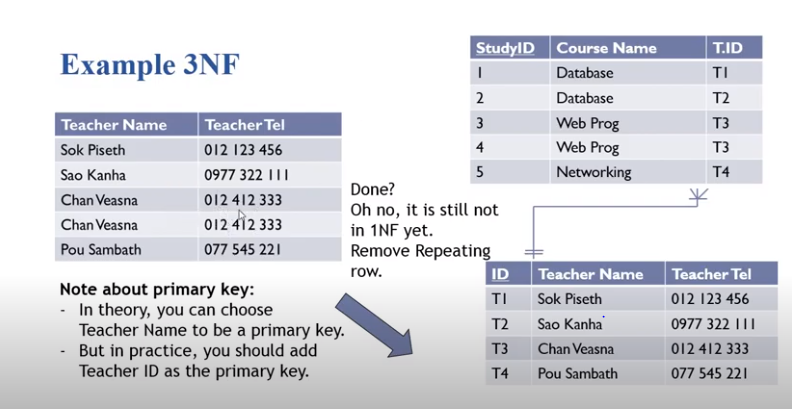 Example 3NF
Teacher Name Teacher Tel
Sok Piseth 012 123 456
Sao Kanha 0977 322 111
Chan Veasna 012 412 333
Chan Veasna 012 412 333
Pou Sambath 077 545 221
Note about primary key:
- In theory, you can choose
Teacher Name to be a primary key.
- But in practice, you should add
Teacher ID as the primary key.
Done?
Oh no, it is still not
in 1NF yet.
Remove Repeating
row.
StudyID Course Name T.ID
1 Database T1
2 Database T2
3 Web Prog T3
4 Web Prog T3
5 Networking T4
ID Teacher Name Teacher Tel
T1 Sok Piseth 012 123 456
T2 Sao Kanha 0977 322 111
T3 Chan Veasna 012 412 333
T4 Pou Sambath 077 545 221